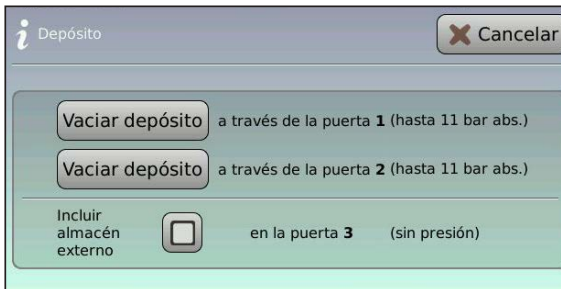 Depósito
Cancelar
Vaciar depósito a través de la puerta 1 (hasta 11 bar abs.)
Vaciar depósito a través de la puerta 2 (hasta 11 bar abs.)
Incluir
almacén en la puerta 3 (sin presión)
externo